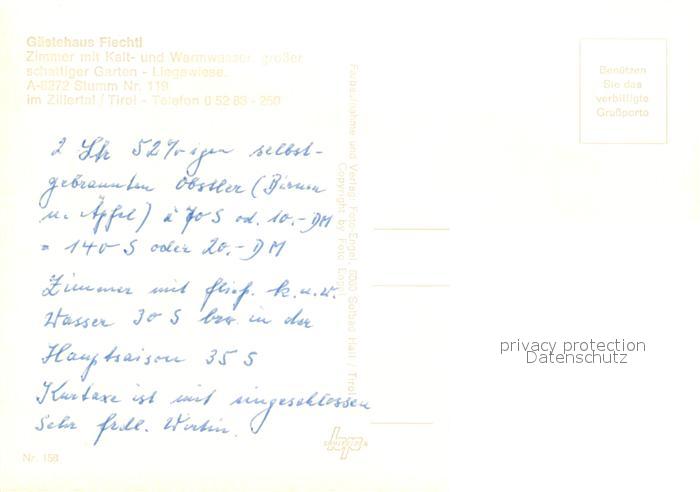 Gästehaus Fiechtl
Zimmer mit Kalt- und Warmwasser, großer
schattiger Garten - Liegewiese.
A-6272 Stumm Nr. 119
im Zillertal / Tirol - Telefon 0 52 83 - 250
2 Ltr 52%igen selbst-
gebrannten Obstler (Birnen
u. Äpfel) à 70 S od. 10.- DM
= 140 S oder 20.- DM
Zimmer mit fließ. k. u. w.
Wasser 30 S bzw. in der
Hauptsaison 35 S
Kurtaxe ist mit eingeschlossen
Sehr frdl. Wirtin.
Nr. 158
Farbaufnahme und Verlag: Foto-Engel, 6060 Solbad Hall / Tirol
Copyright by Foto Engel
Benützen
Sie das
verbilligte
Grußporto
privacy protection
Datenschutz